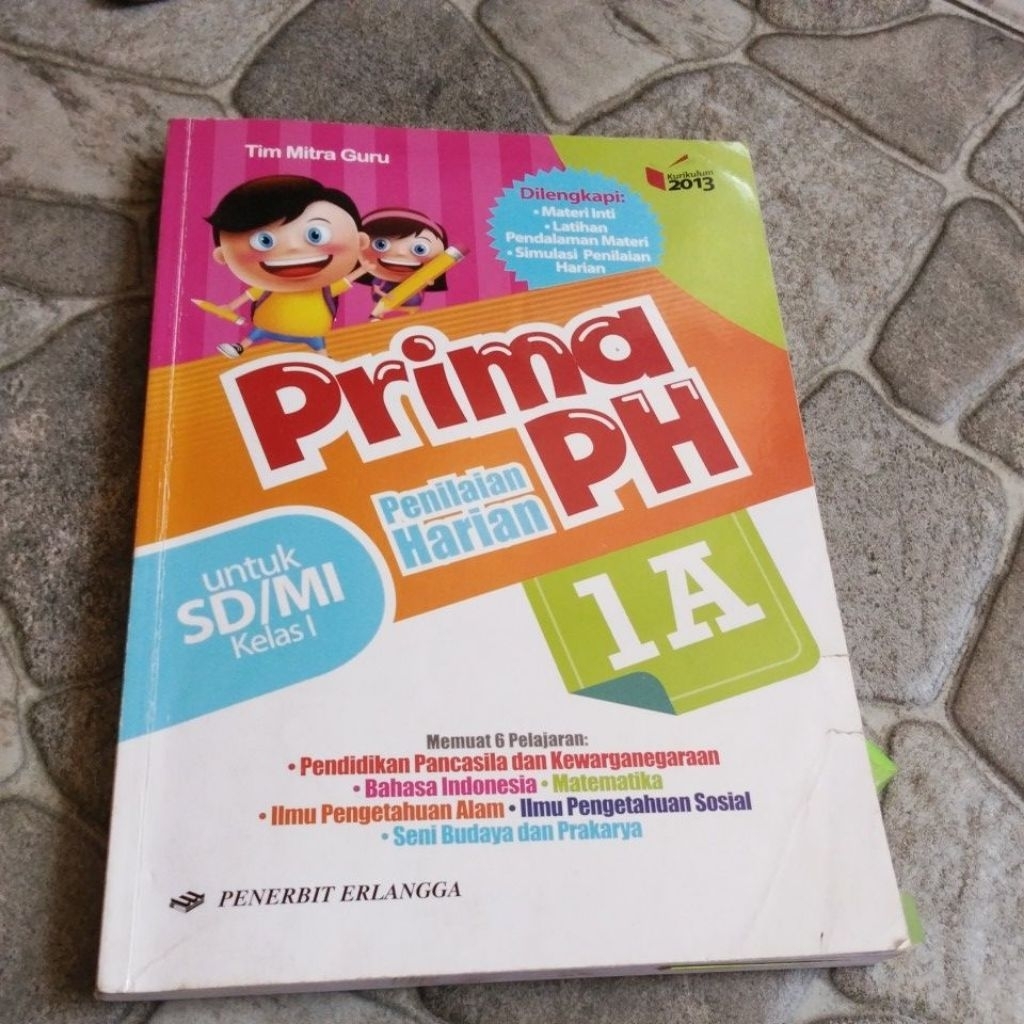 Tim Mitra Guru
Kurikulum
2013
Dilengkapi:
• Materi Inti
• Latihan
Pendalaman Materi
• Simulasi Penilaian
Harian
Prima
PH
Penilaian
Harian
untuk
SD/MI
Kelas I
1A
Memuat 6 Pelajaran:
• Pendidikan Pancasila dan Kewarganegaraan
• Bahasa Indonesia • Matematika
• Ilmu Pengetahuan Alam • Ilmu Pengetahuan Sosial
• Seni Budaya dan Prakarya
PENERBIT ERLANGGA